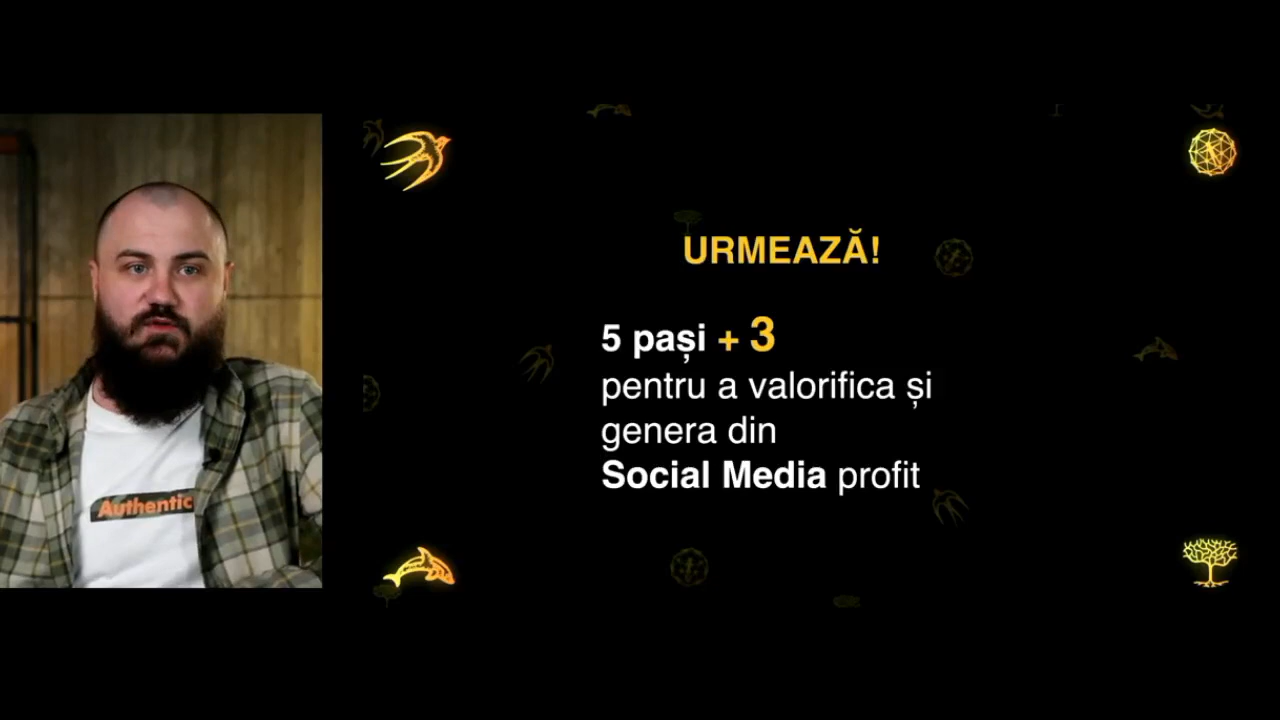 Authentic
URMEAZĂ!
5 pași + 3
pentru a valorifica și
genera din
Social Media profit